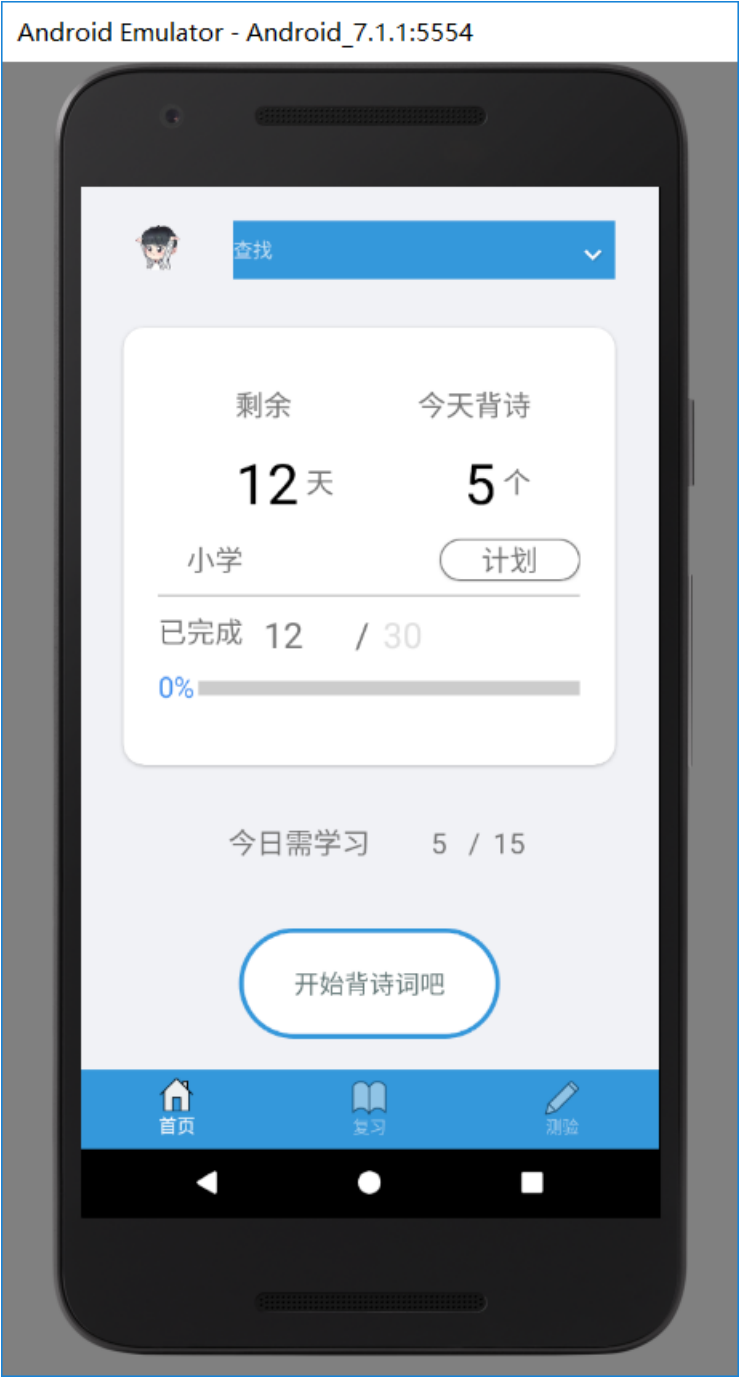 Android Emulator - Android_7.1.1:5554
查找
剩余 今天背诗
12天 5个
小学 计划
已完成 12 / 30
0%
今日需学习 5 / 15
开始背诗词吧
首页 复习 测验